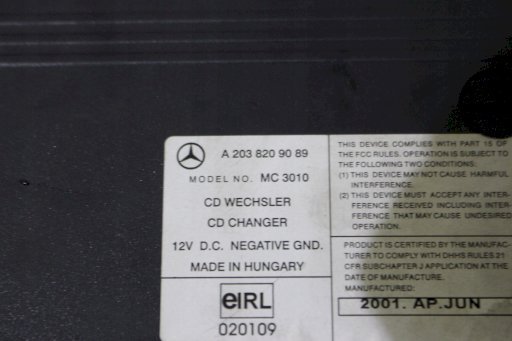 A 203 820 90 89
MODEL NO. MC 3010
CD WECHSLER
CD CHANGER
12V D.C. NEGATIVE GND.
MADE IN HUNGARY
eIRL
020109
THIS DEVICE COMPLIES WITH PART 15 OF
THE FCC RULES. OPERATION IS SUBJECT TO
THE FOLLOWING TWO CONDITIONS:
(1) THIS DEVICE MAY NOT CAUSE HARMFUL
INTERFERENCE.
(2) THIS DEVICE MUST ACCEPT ANY INTER-
FERENCE RECEIVED INCLUDING INTER-
FERENCE THAT MAY CAUSE UNDESIRED
OPERATION.
PRODUCT IS CERTIFIED BY THE MANUFAC-
TURER TO COMPLY WITH DHHS RULES 21
CFR SUBCHAPTER J APPLICATION AT THE
DATE OF MANUFACTURE.
MANUFACTURED:
2001. AP.JUN